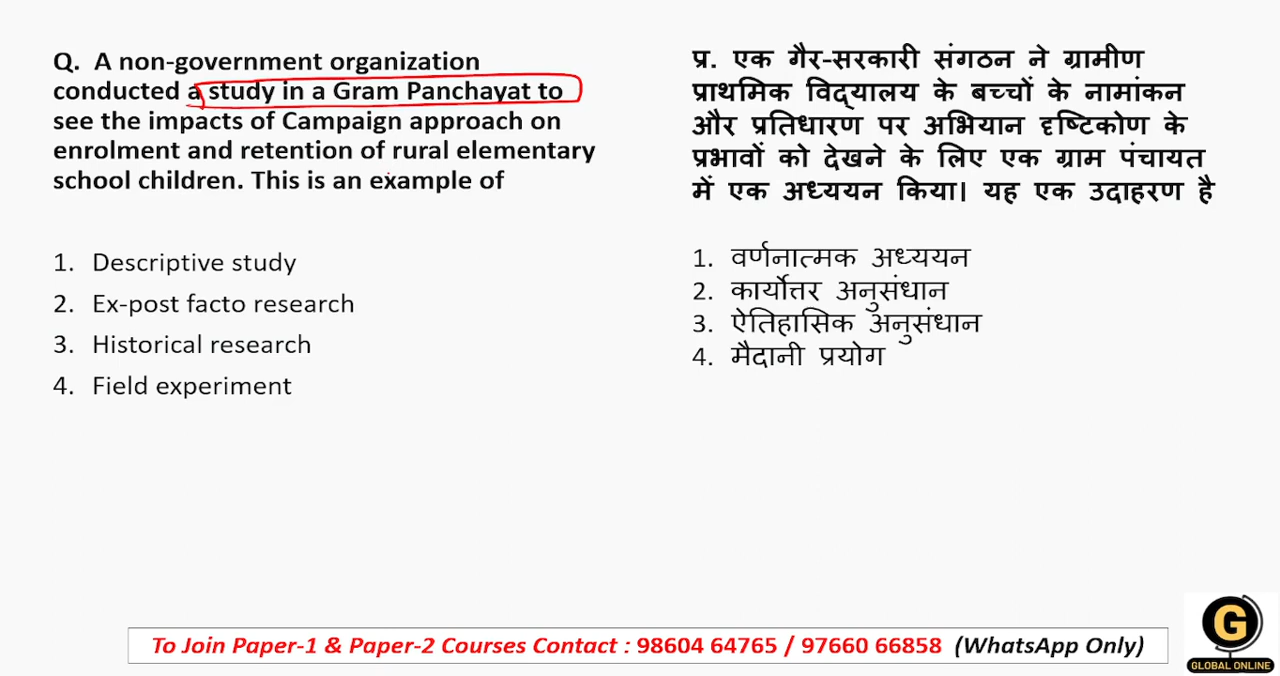 Q. A non-government organization
conducted a study in a Gram Panchayat to
see the impacts of Campaign approach on
enrolment and retention of rural elementary
school children. This is an example of
1. Descriptive study
2. Ex-post facto research
3. Historical research
4. Field experiment
प्र. एक गैर-सरकारी संगठन ने ग्रामीण
प्राथमिक विद्यालय के बच्चों के नामांकन
और प्रतिधारण पर अभियान दृष्टिकोण के
प्रभावों को देखने के लिए एक ग्राम पंचायत
में एक अध्ययन किया। यह एक उदाहरण है
1. वर्णनात्मक अध्ययन
2. कार्योत्तर अनुसंधान
3. ऐतिहासिक अनुसंधान
4. मैदानी प्रयोग
To Join Paper-1 & Paper-2 Courses Contact : 98604 64765 / 97660 66858 (WhatsApp Only)
G
GLOBAL ONLINE